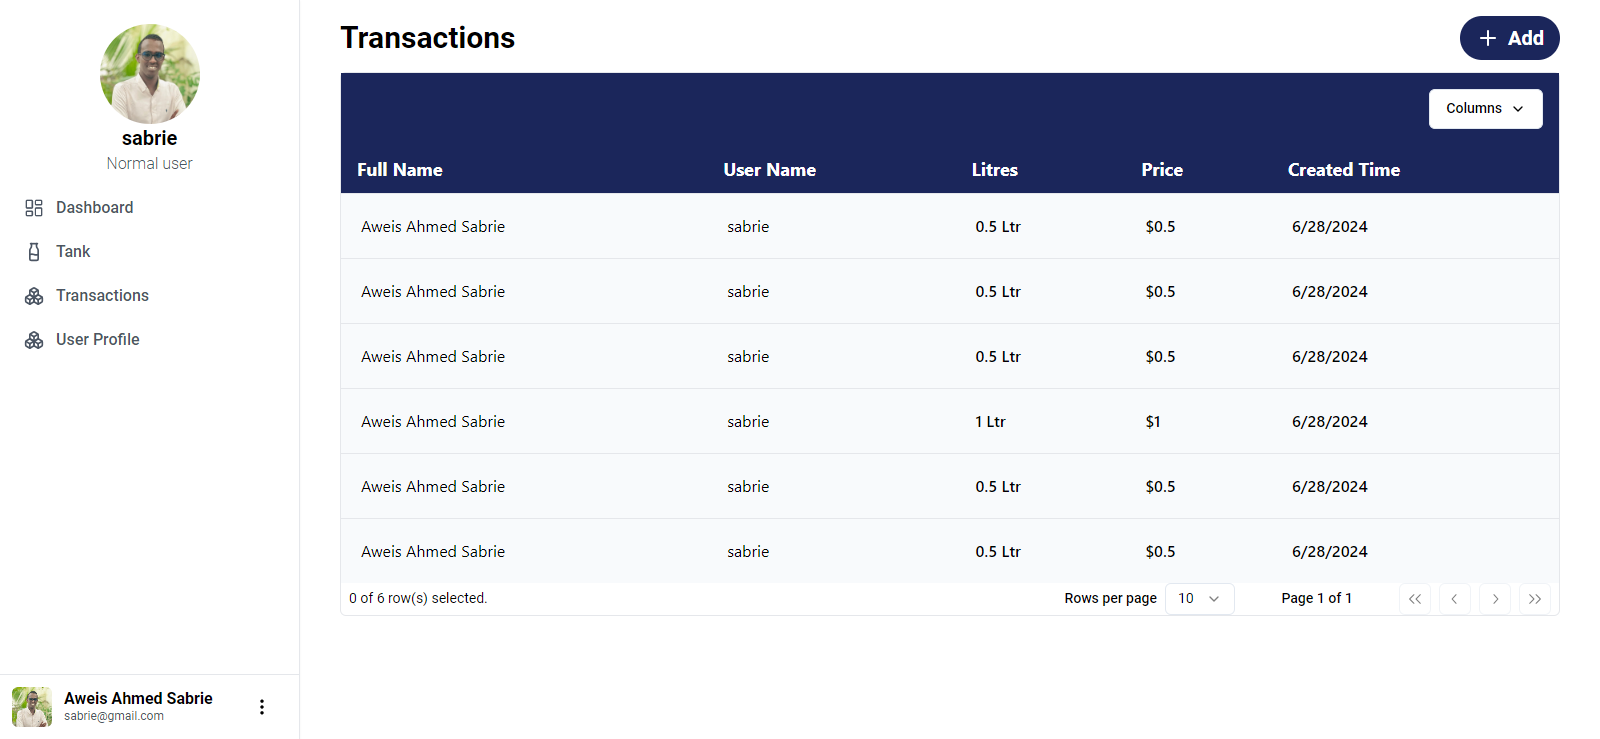 sabrie
Normal user
Dashboard
Tank
Transactions
User Profile
Aweis Ahmed Sabrie
sabrie@gmail.com
Transactions
Add
Columns
Full Name User Name Litres Price Created Time
Aweis Ahmed Sabrie sabrie 0.5 Ltr $0.5 6/28/2024
Aweis Ahmed Sabrie sabrie 0.5 Ltr $0.5 6/28/2024
Aweis Ahmed Sabrie sabrie 0.5 Ltr $0.5 6/28/2024
Aweis Ahmed Sabrie sabrie 1 Ltr $1 6/28/2024
Aweis Ahmed Sabrie sabrie 0.5 Ltr $0.5 6/28/2024
Aweis Ahmed Sabrie sabrie 0.5 Ltr $0.5 6/28/2024
0 of 6 row(s) selected. Rows per page 10 Page 1 of 1